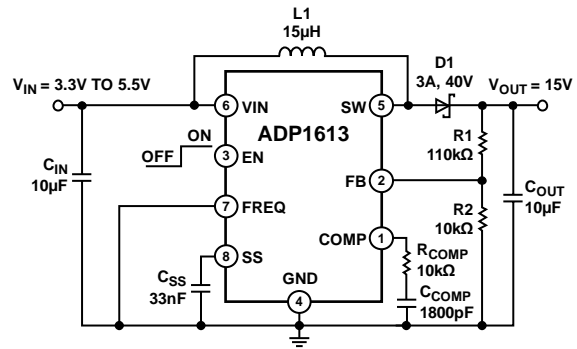 L1
15µH
D1
3A, 40V
V_IN = 3.3V TO 5.5V
V_OUT = 15V
6 VIN
SW 5
ADP1613
R1
110kΩ
ON
OFF
3 EN
C_IN
10µF
FB 2
C_OUT
10µF
R2
10kΩ
7 FREQ
COMP 1
8 SS
R_COMP
10kΩ
C_SS
33nF
GND
4
C_COMP
1800pF